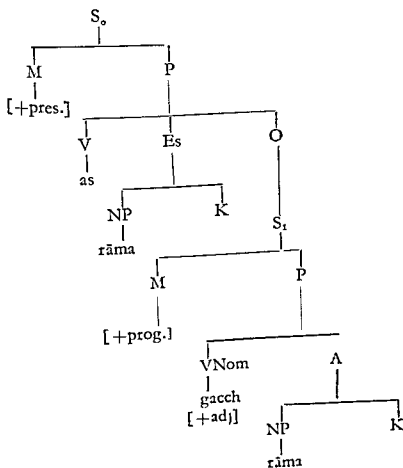 S₀
M P
[+pres.]
V Es O
as
NP K
rāma
S₁
M P
[+prog.]
VNom A
gacch
[+adj]
NP K
rāma